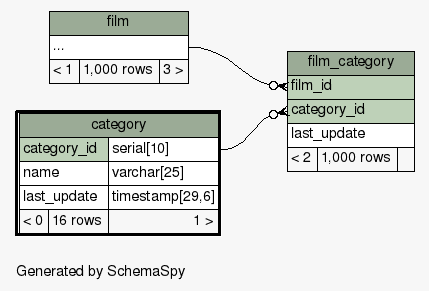 film
...
< 1 1,000 rows 3 >
film_category
film_id
category_id
last_update
< 2 1,000 rows
category
category_id serial[10]
name varchar[25]
last_update timestamp[29,6]
< 0 16 rows 1 >
Generated by SchemaSpy